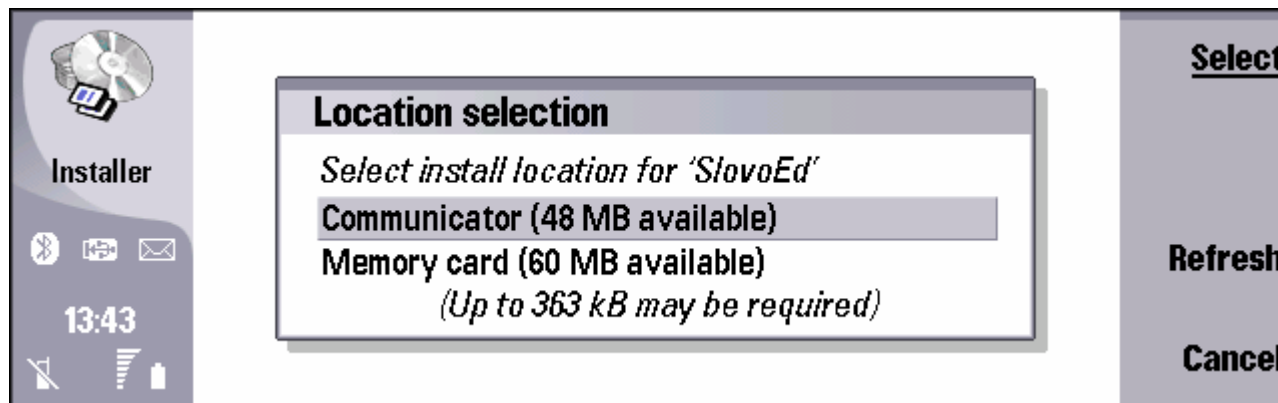 Installer
13:43
Location selection
Select install location for 'SlovoEd'
Communicator (48 MB available)
Memory card (60 MB available)
(Up to 363 kB may be required)
Select
Refresh
Cancel